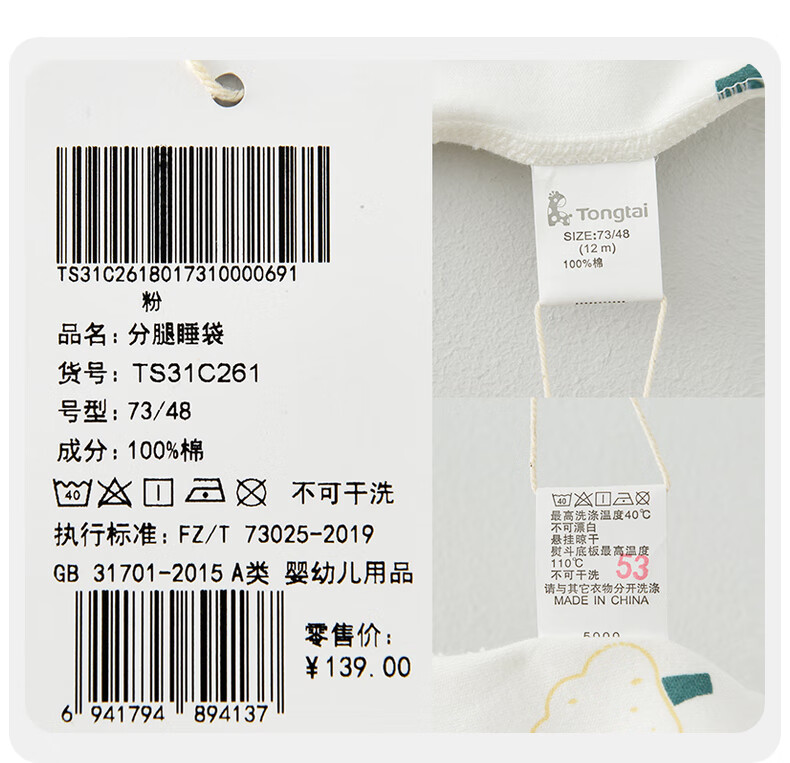 TS31C2618017310000691
粉
品名: 分腿睡袋
货号: TS31C261
号型: 73/48
成分: 100%棉
40 不可干洗
执行标准: FZ/T 73025-2019
GB 31701-2015 A类 婴幼儿用品
零售价:
¥139.00
6 941794 894137
Tongtai
SIZE:73/48
(12 m)
100%棉
40
最高洗涤温度40℃
不可漂白
悬挂晾干
熨斗底板最高温度
110℃
不可干洗
53
请与其它衣物分开洗涤
MADE IN CHINA